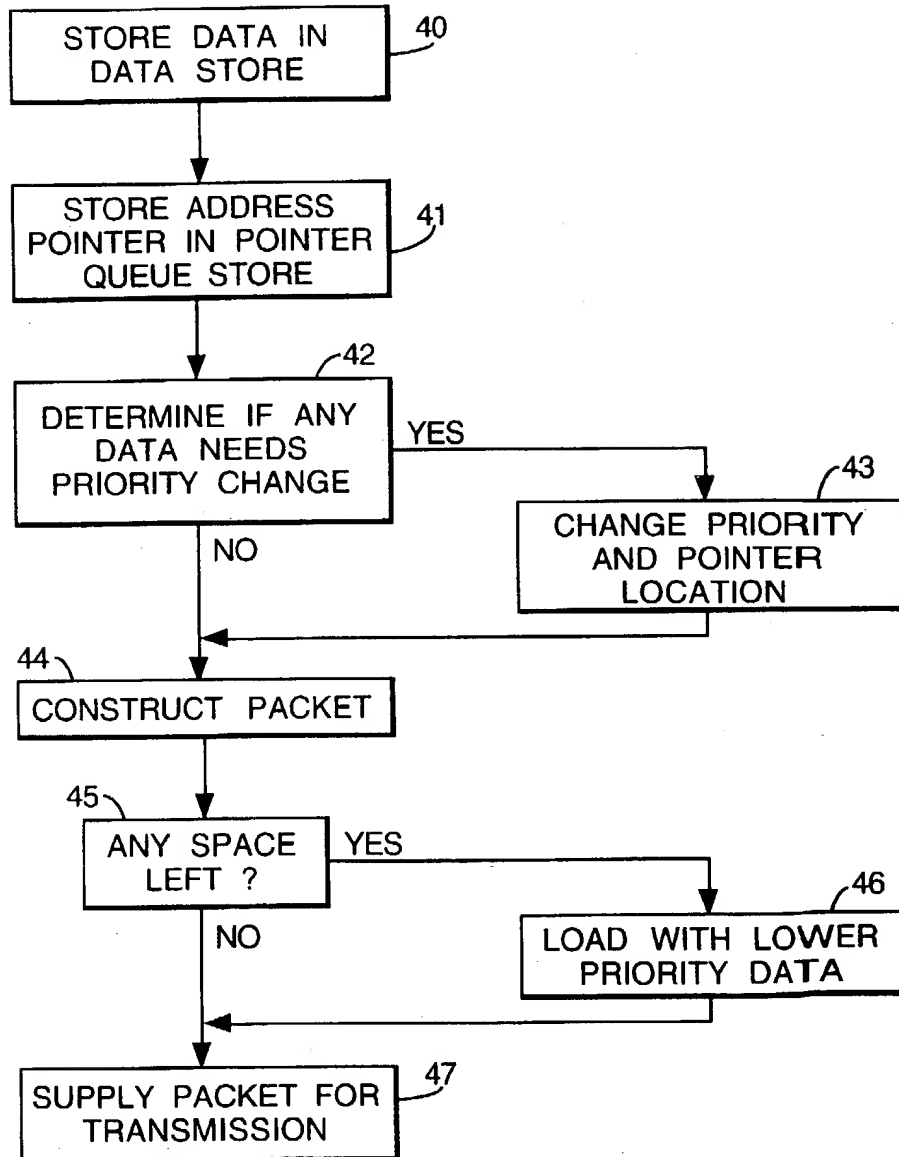 STORE DATA IN
DATA STORE
40
STORE ADDRESS
POINTER IN POINTER
QUEUE STORE
41
42
DETERMINE IF ANY
DATA NEEDS
PRIORITY CHANGE
YES
NO
43
CHANGE PRIORITY
AND POINTER
LOCATION
44
CONSTRUCT PACKET
45
ANY SPACE
LEFT ?
YES
NO
46
LOAD WITH LOWER
PRIORITY DATA
SUPPLY PACKET FOR
TRANSMISSION
47